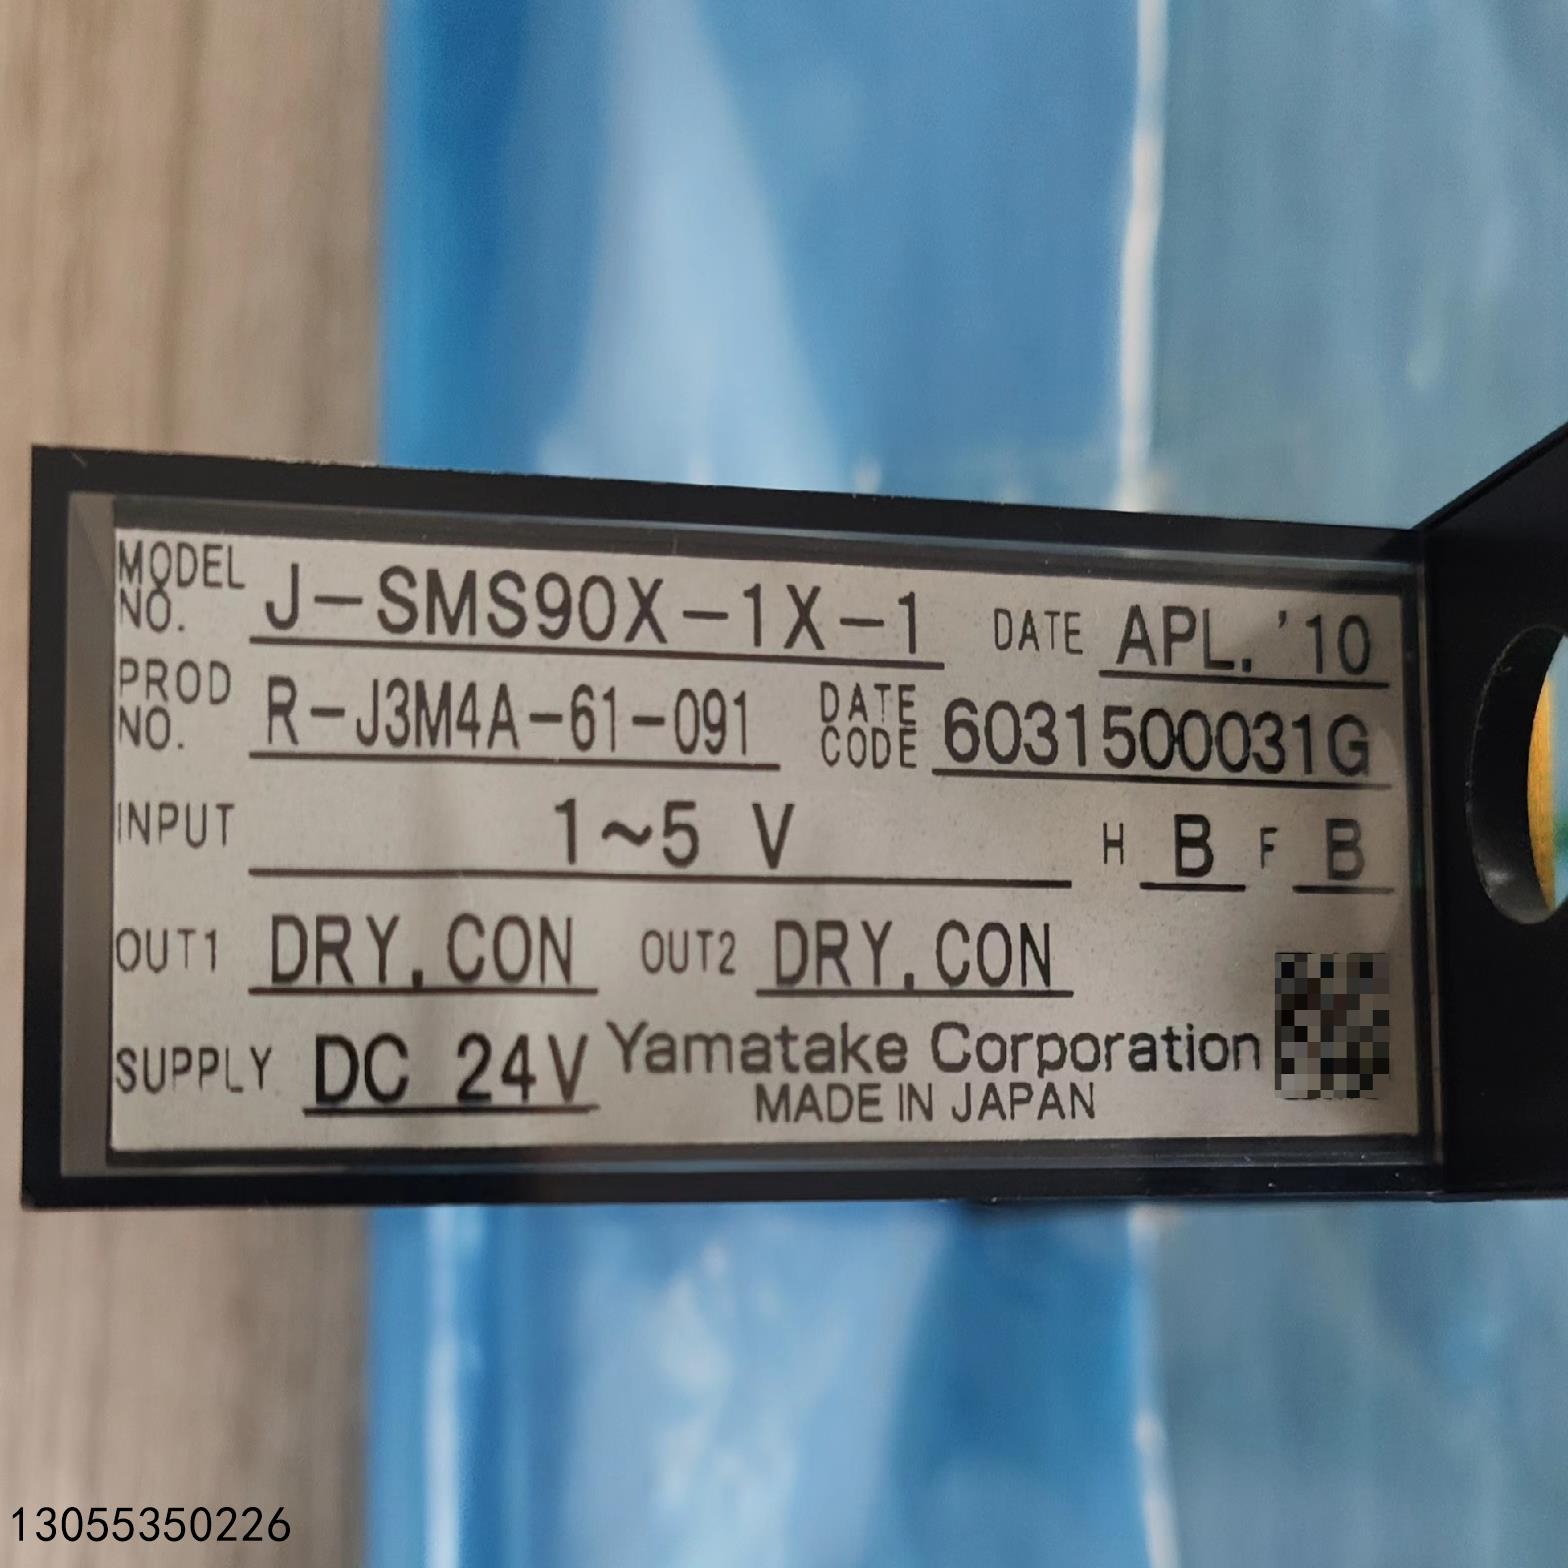 MODEL NO. J-SMS90X-1X-1 DATE APL. '10
PROD NO. R-J3M4A-61-091 DATE CODE 6031500031G
INPUT 1~5 V H B F B
OUT1 DRY.CON OUT2 DRY.CON
SUPPLY DC 24V Yamatake Corporation
MADE IN JAPAN
13055350226